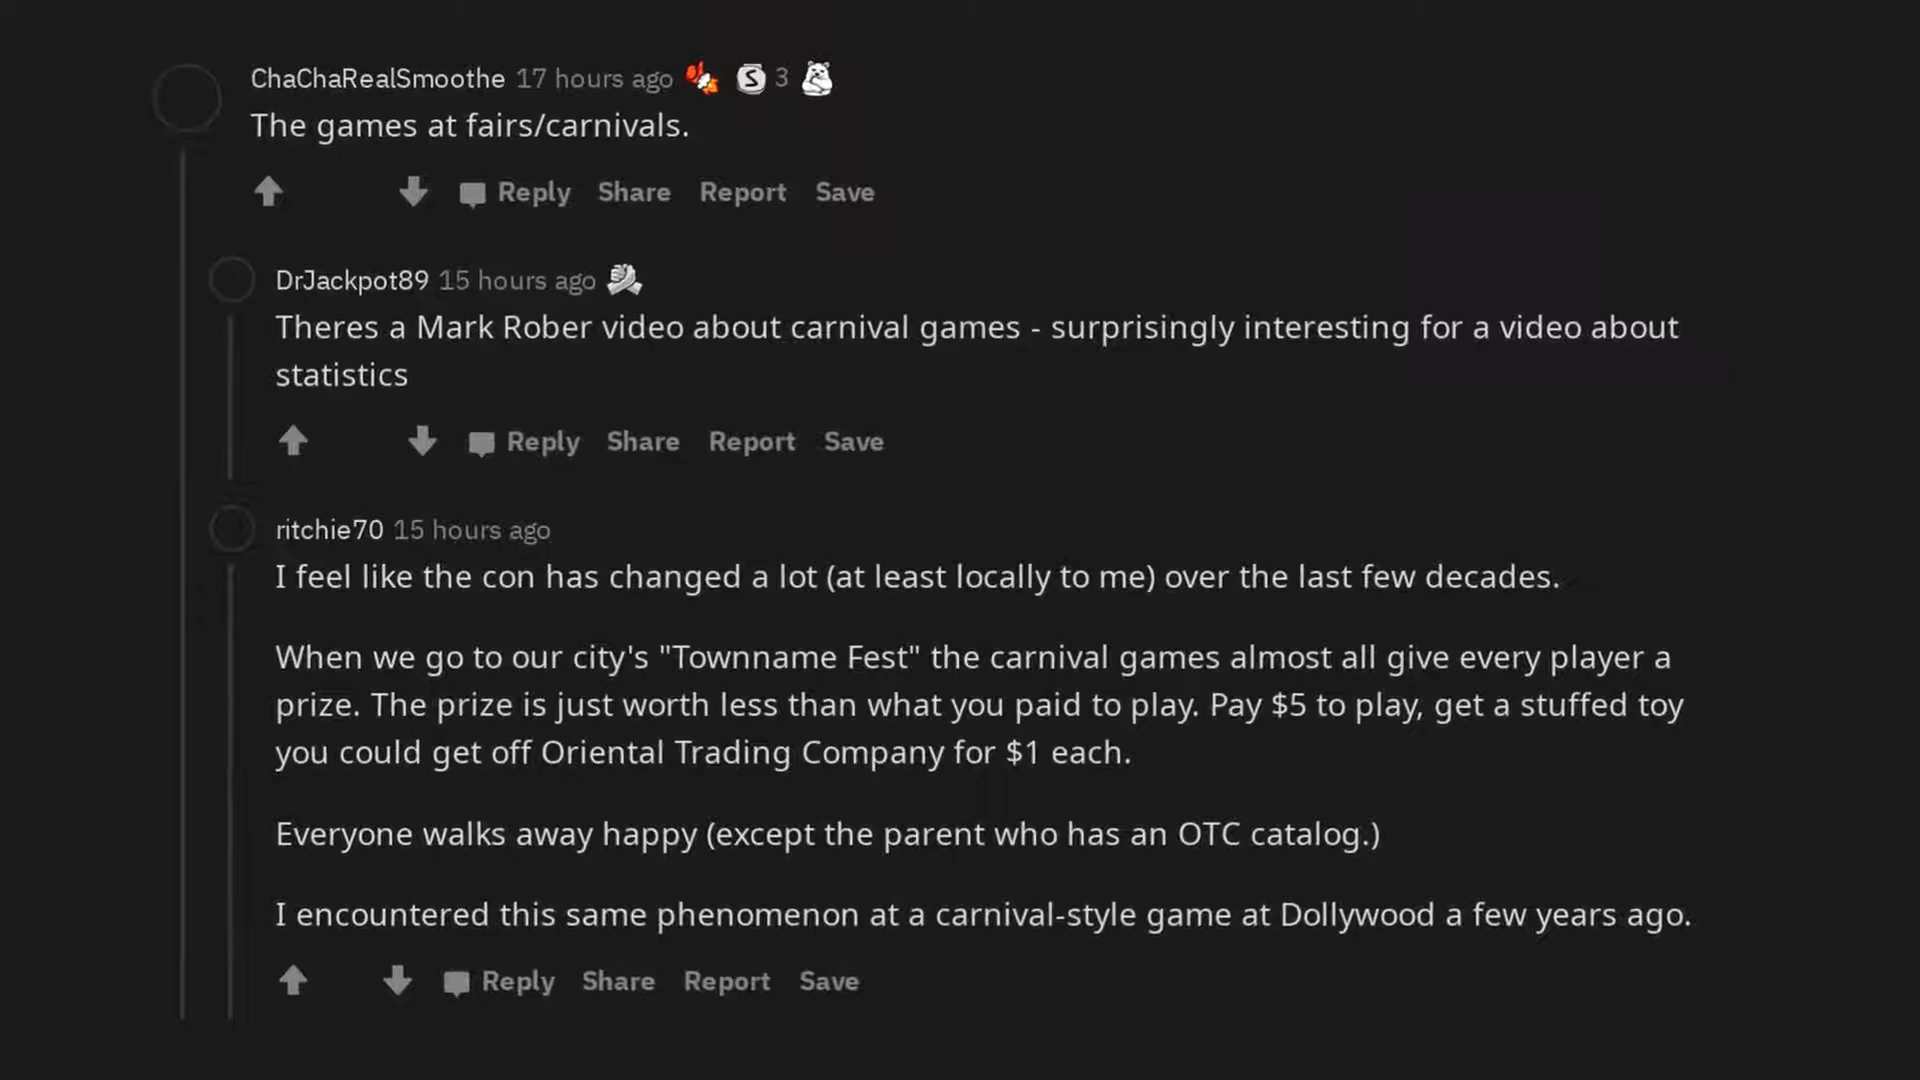 ChaChaRealSmoothe 17 hours ago S 3
The games at fairs/carnivals.
Reply Share Report Save
DrJackpot89 15 hours ago
Theres a Mark Rober video about carnival games - surprisingly interesting for a video about
statistics
Reply Share Report Save
ritchie70 15 hours ago
I feel like the con has changed a lot (at least locally to me) over the last few decades.
When we go to our city's "Townname Fest" the carnival games almost all give every player a
prize. The prize is just worth less than what you paid to play. Pay $5 to play, get a stuffed toy
you could get off Oriental Trading Company for $1 each.
Everyone walks away happy (except the parent who has an OTC catalog.)
I encountered this same phenomenon at a carnival-style game at Dollywood a few years ago.
Reply Share Report Save